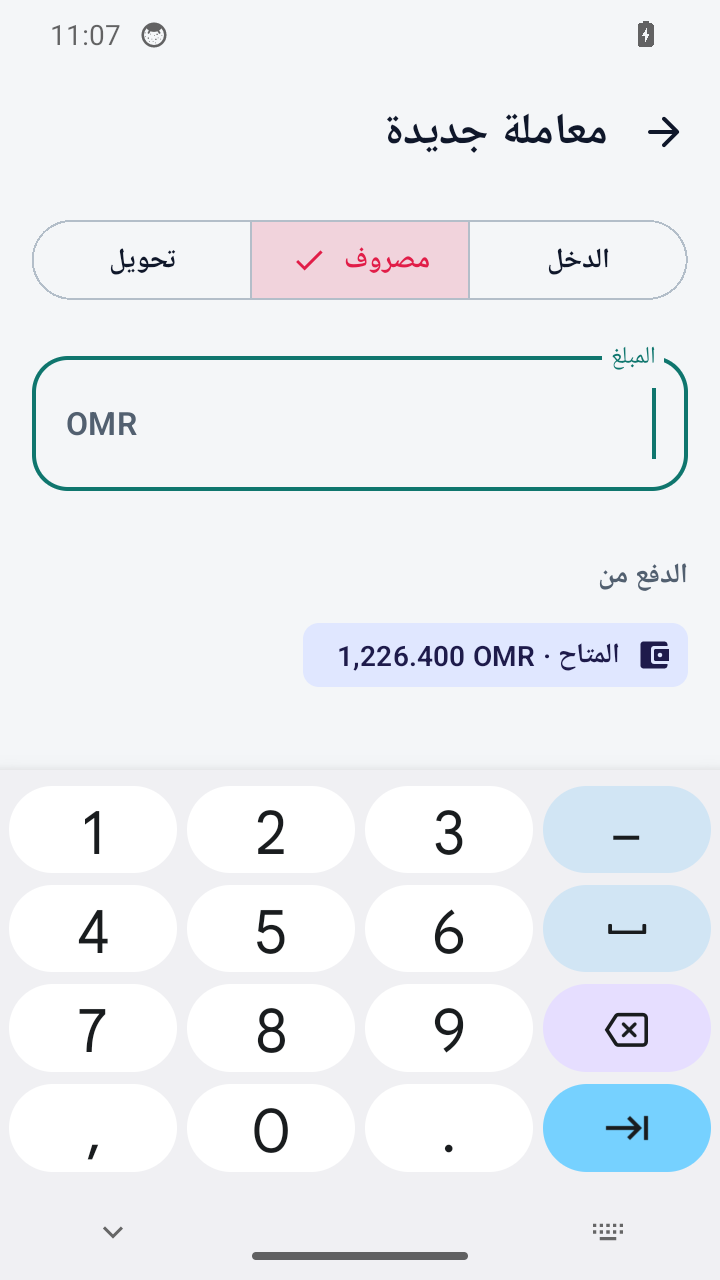 11:07
معاملة جديدة
الدخل
مصروف
تحويل
المبلغ
OMR
الدفع من
المتاح · 1,226.400 OMR
1 2 3 –
4 5 6
7 8 9
, 0 .